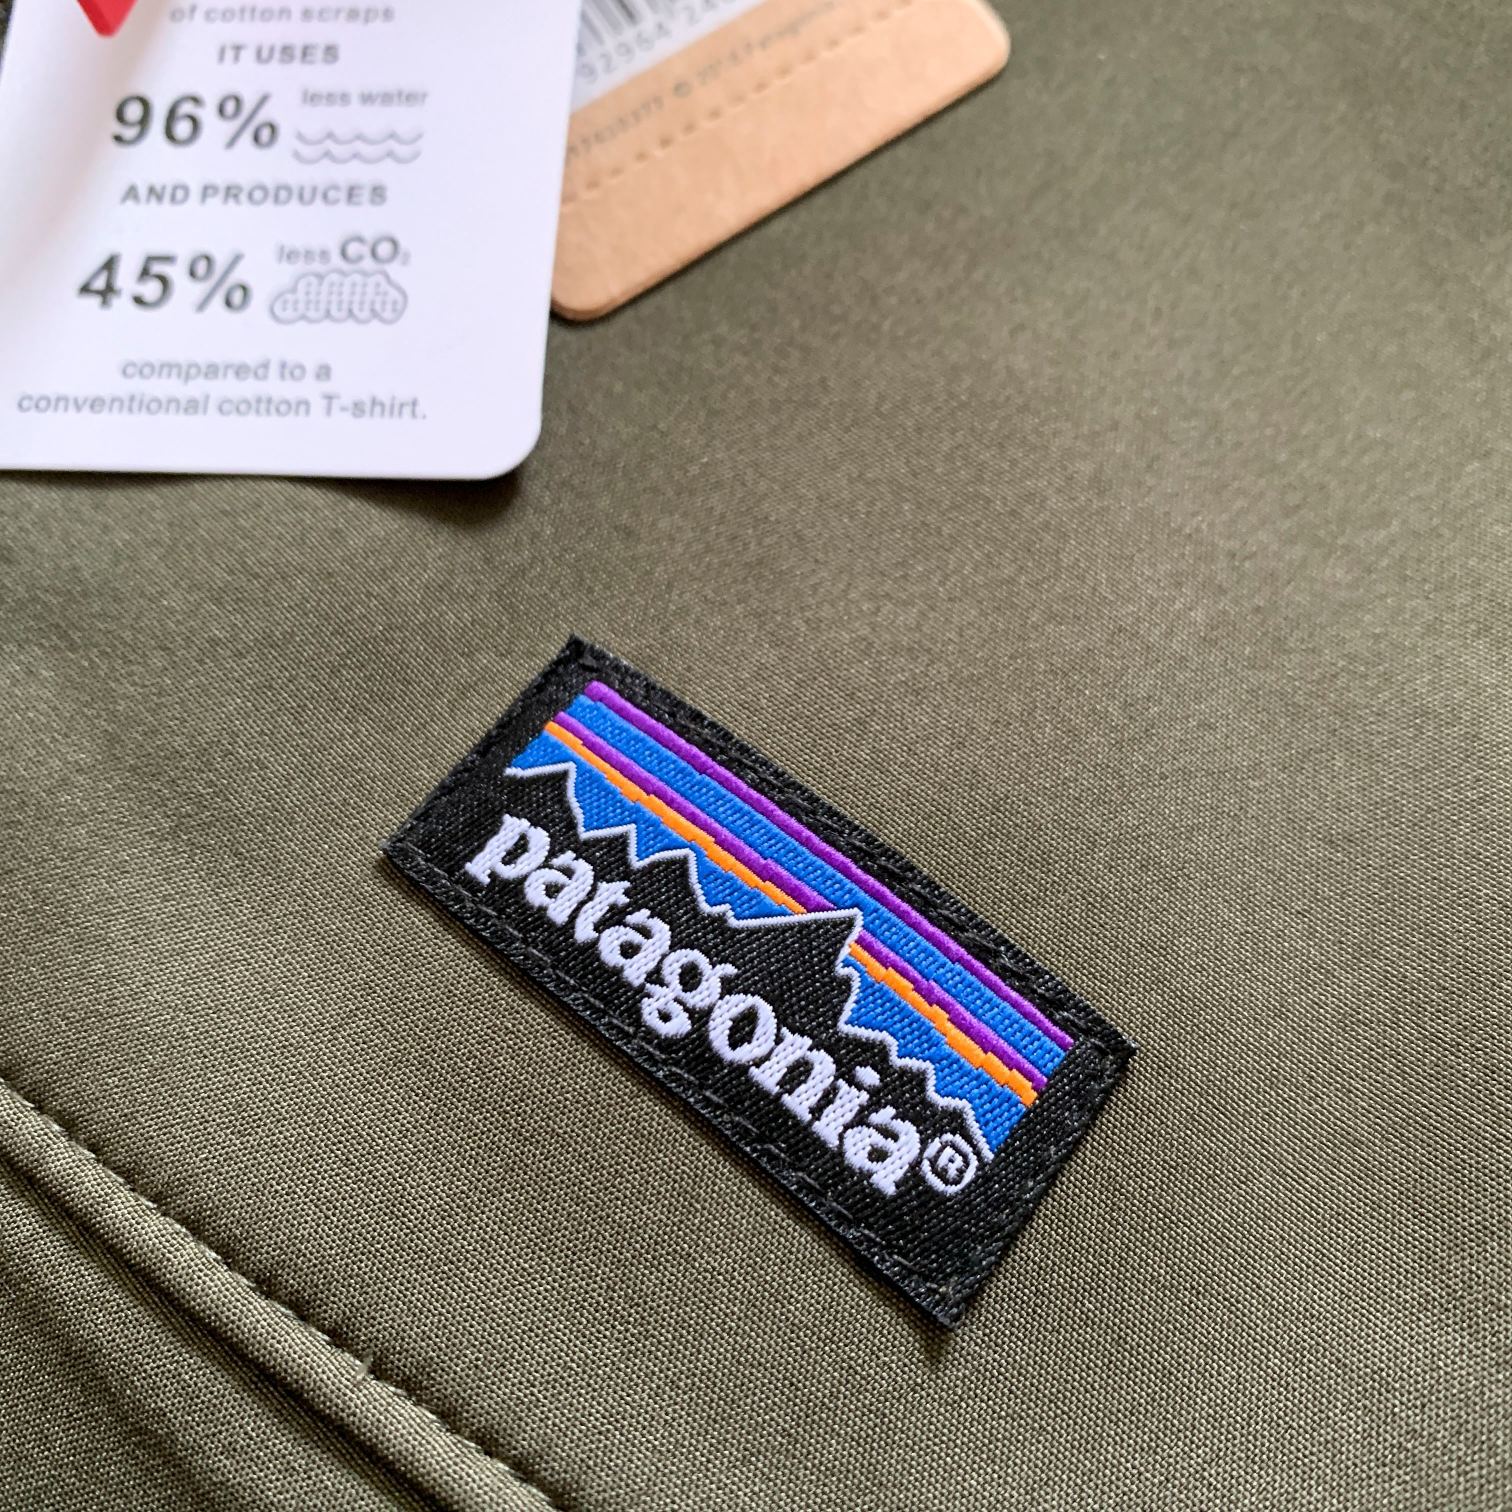 of cotton scraps
IT USES
96% less water
AND PRODUCES
45% less CO₂
compared to a
conventional cotton T-shirt.
patagonia®